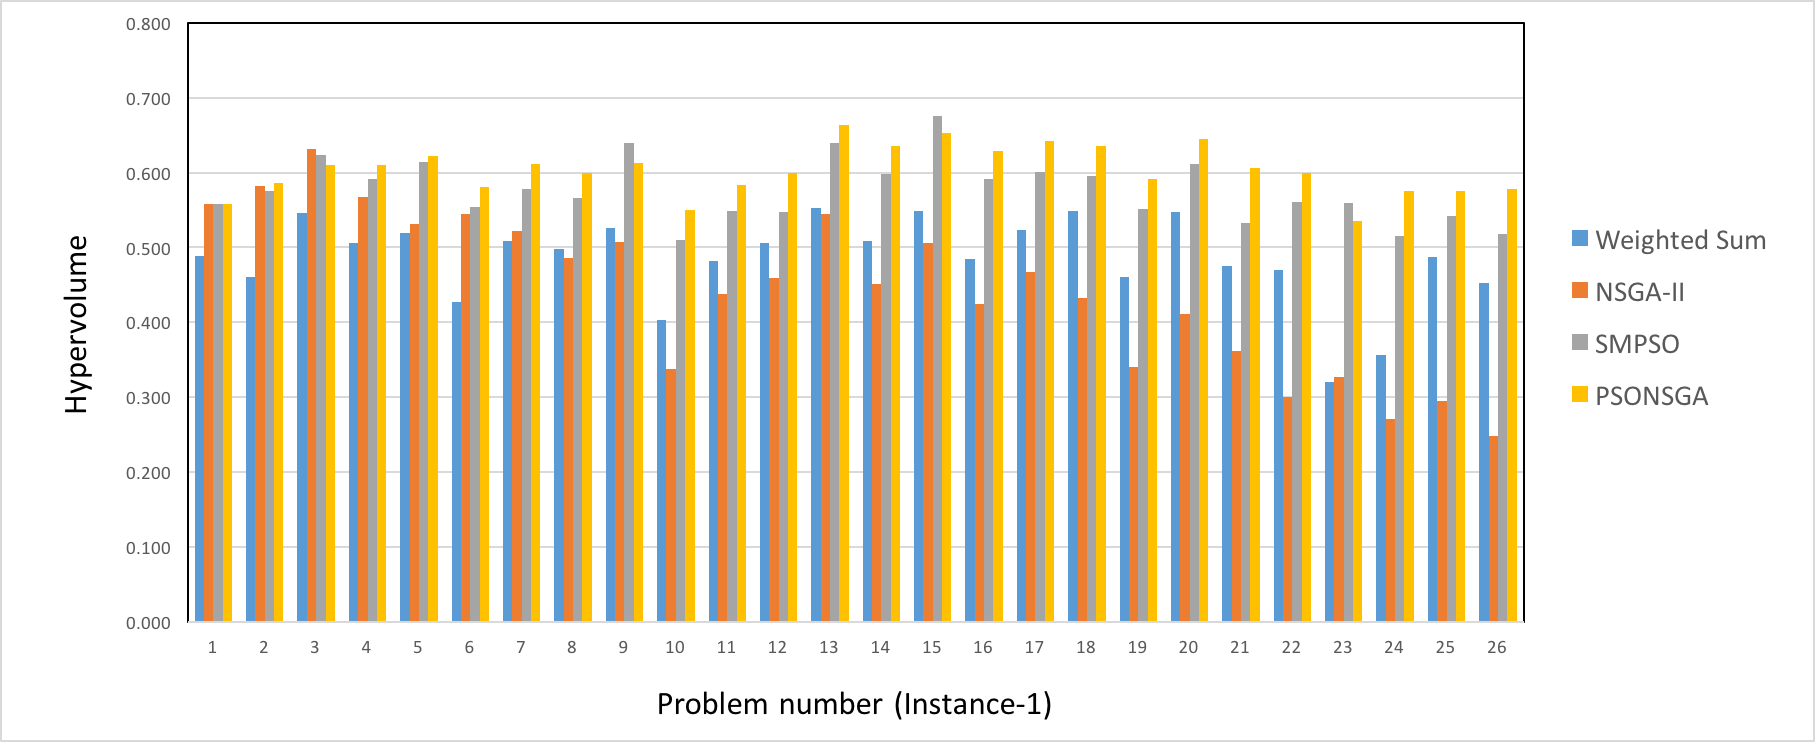 0.800
0.700
0.600
0.500
0.400
0.300
0.200
0.100
0.000
Hypervolume
1 2 3 4 5 6 7 8 9 10 11 12 13 14 15 16 17 18 19 20 21 22 23 24 25 26
Problem number (Instance-1)
Weighted Sum
NSGA-II
SMPSO
PSONSGA